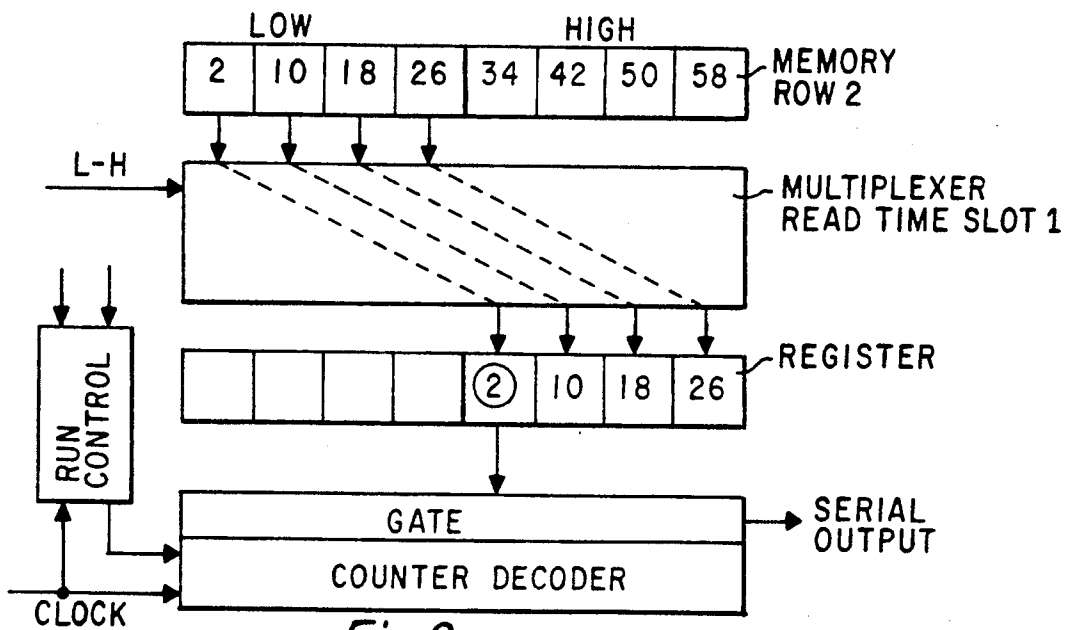 LOW HIGH
2 10 18 26 34 42 50 58
MEMORY
ROW 2
L-H
MULTIPLEXER
READ TIME SLOT 1
REGISTER
2 10 18 26
RUN
CONTROL
GATE
SERIAL
OUTPUT
COUNTER DECODER
CLOCK